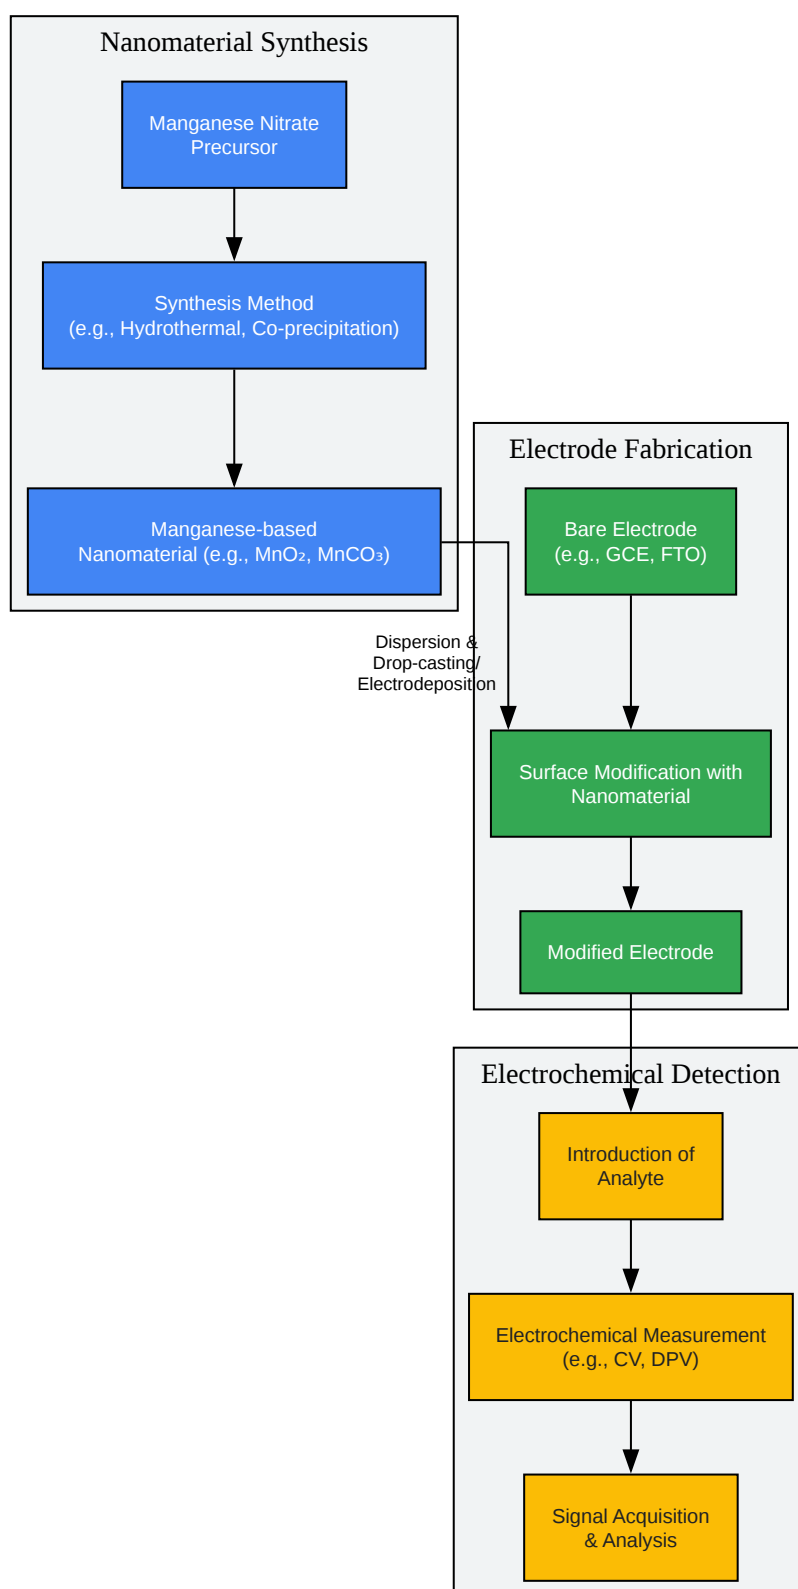 Nanomaterial Synthesis
Manganese Nitrate
Precursor
Synthesis Method
(e.g., Hydrothermal, Co-precipitation)
Manganese-based
Nanomaterial (e.g., MnO₂, MnCO₃)
Electrode Fabrication
Bare Electrode
(e.g., GCE, FTO)
Dispersion &
Drop-casting/
Electrodeposition
Surface Modification with
Nanomaterial
Modified Electrode
Electrochemical Detection
Introduction of
Analyte
Electrochemical Measurement
(e.g., CV, DPV)
Signal Acquisition
& Analysis